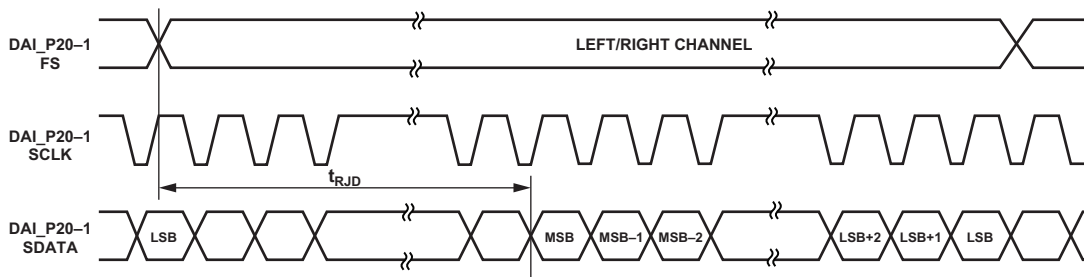 DAI_P20–1
FS
LEFT/RIGHT CHANNEL
DAI_P20–1
SCLK
tRJD
DAI_P20–1
SDATA
LSB
MSB
MSB–1
MSB–2
LSB+2
LSB+1
LSB